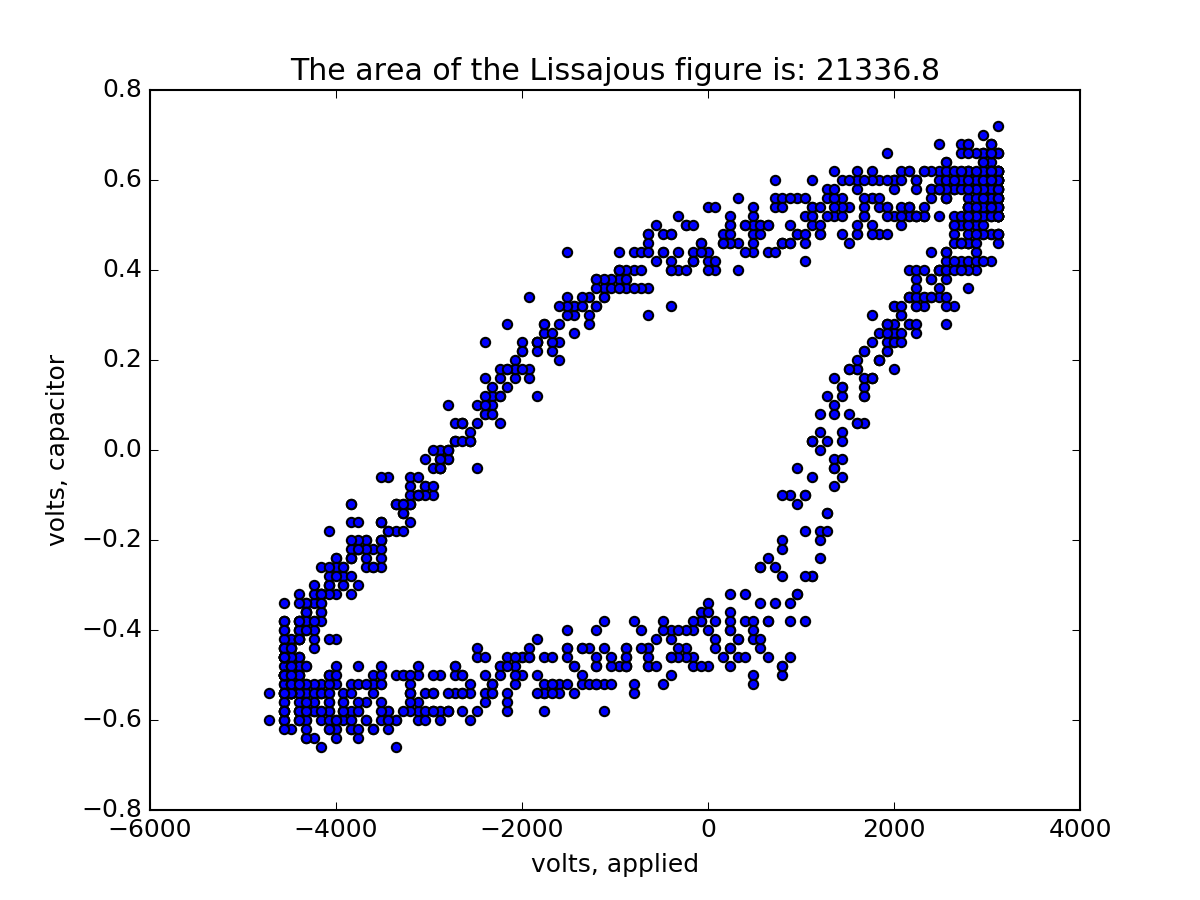 The area of the Lissajous figure is: 21336.8
volts, capacitor
0.8
0.6
0.4
0.2
0.0
−0.2
−0.4
−0.6
−0.8
−6000 −4000 −2000 0 2000 4000
volts, applied